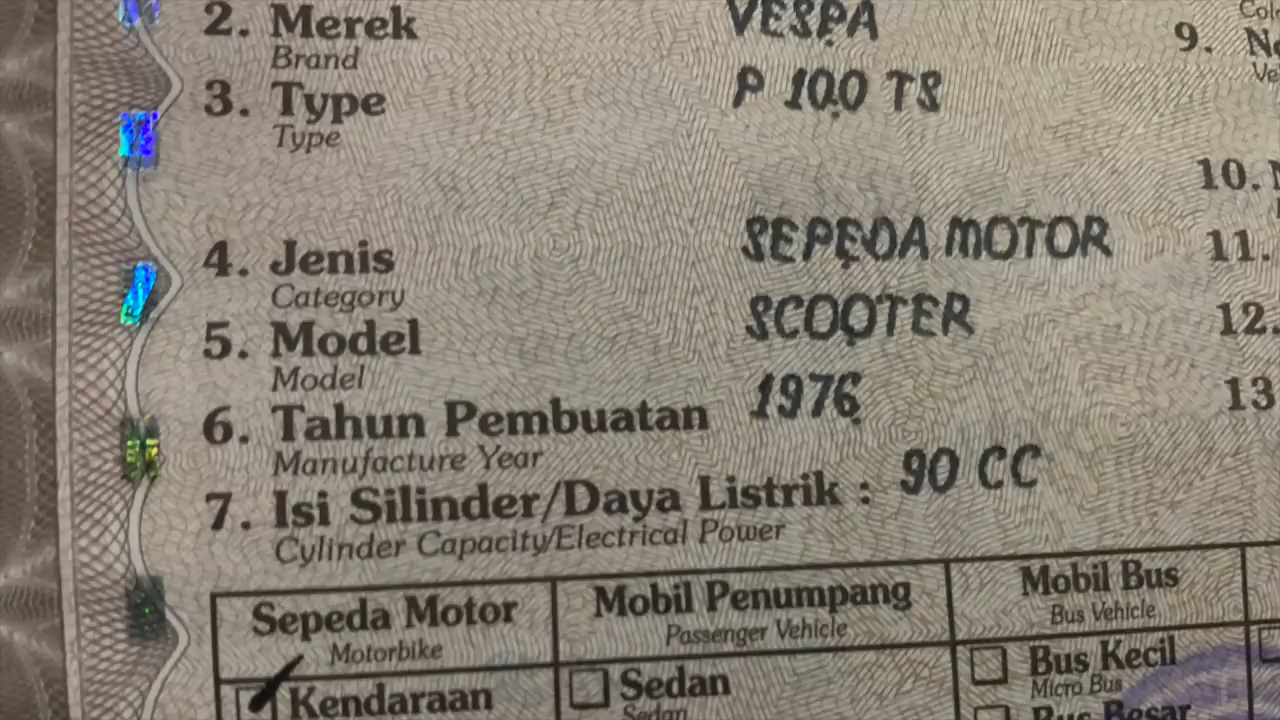 2. Merek VESPA
Brand
3. Type P 100 TS
Type
4. Jenis SEPEDA MOTOR
Category
5. Model SCOOTER
Model
6. Tahun Pembuatan 1976
Manufacture Year
7. Isi Silinder/Daya Listrik : 90 CC
Cylinder Capacity/Electrical Power
9.
10.
11.
12.
13
Sepeda Motor Mobil Penumpang Mobil Bus
Motorbike Passenger Vehicle Bus Vehicle
Kendaraan Sedan Bus Kecil
Sedan Micro Bus
Bus Besar